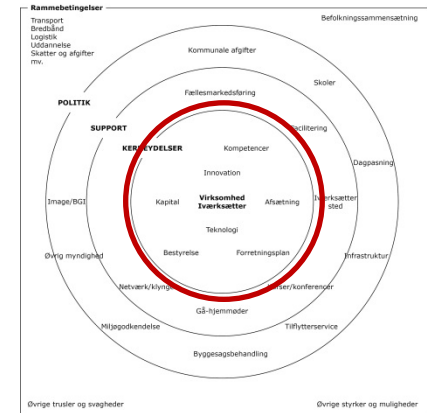 Rammebetingelser
Transport
Bredbånd
Logistik
Uddannelse
Skatter og afgifter
mv.
Befolkningssammensætning
Kommunale afgifter
Skoler
POLITIK
Fællesmarkedsføring
SUPPORT
Facilitering
KERNEYDELSER
Kompetencer
Dagpasning
Innovation
Image/BGI
Kapital
Virksomhed
Iværksætter
Afsætning
Iværksætter
sted
Teknologi
Øvrig myndighed
Bestyrelse
Forretningsplan
Infrastruktur
Netværk/klynger
Kurser/konferencer
Gå-hjemmøder
Miljøgodkendelse
Tilflytterservice
Byggesagsbehandling
Øvrige trusler og svagheder
Øvrige styrker og muligheder